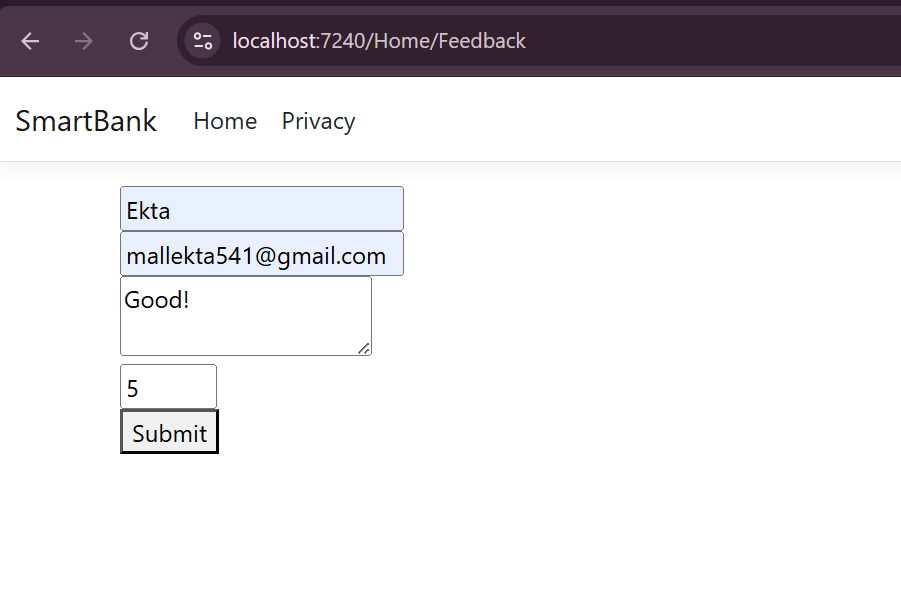 localhost:7240/Home/Feedback
SmartBank Home Privacy
Ekta
mallekta541@gmail.com
Good!
5
Submit